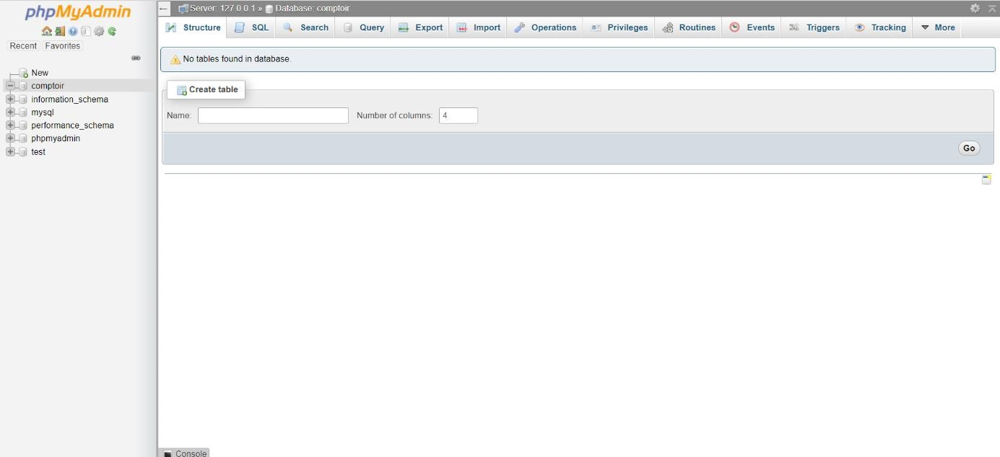 phpMyAdmin
Recent Favorites
New
comptoir
information_schema
mysql
performance_schema
phpmyadmin
test
Server: 127.0.0.1 » Database: comptoir
Structure SQL Search Query Export Import Operations Privileges Routines Events Triggers Tracking More
No tables found in database.
Create table
Name: Number of columns: 4
Go
Console